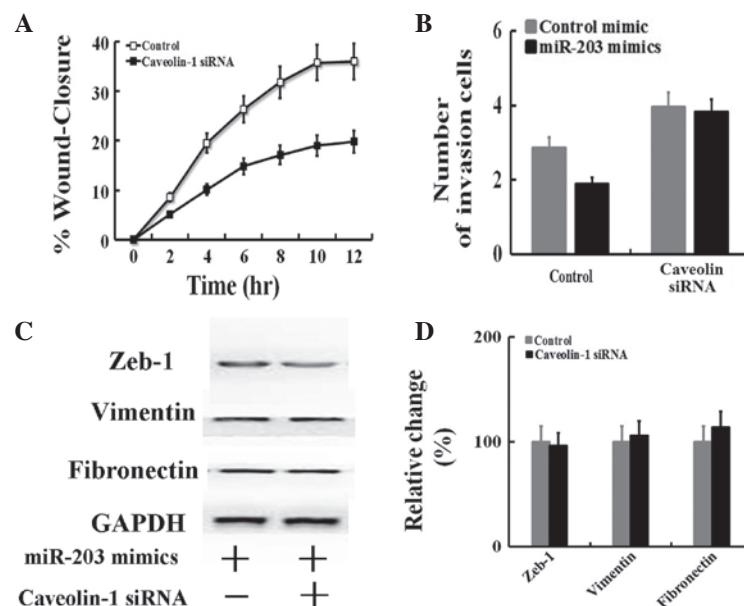 A
40
30
20
10
0
% Wound-Closure
Control
Caveolin-1 siRNA
0 2 4 6 8 10 12
Time (hr)
B
6
4
2
0
Number
of invasion cells
Control mimic
miR-203 mimics
Control
Caveolin
siRNA
C
Zeb-1
Vimentin
Fibronectin
GAPDH
miR-203 mimics + +
Caveolin-1 siRNA − +
D
200
100
0
Relative change
(%)
Control
Caveolin-1 siRNA
Zeb-1
Vimentin
Fibronectin